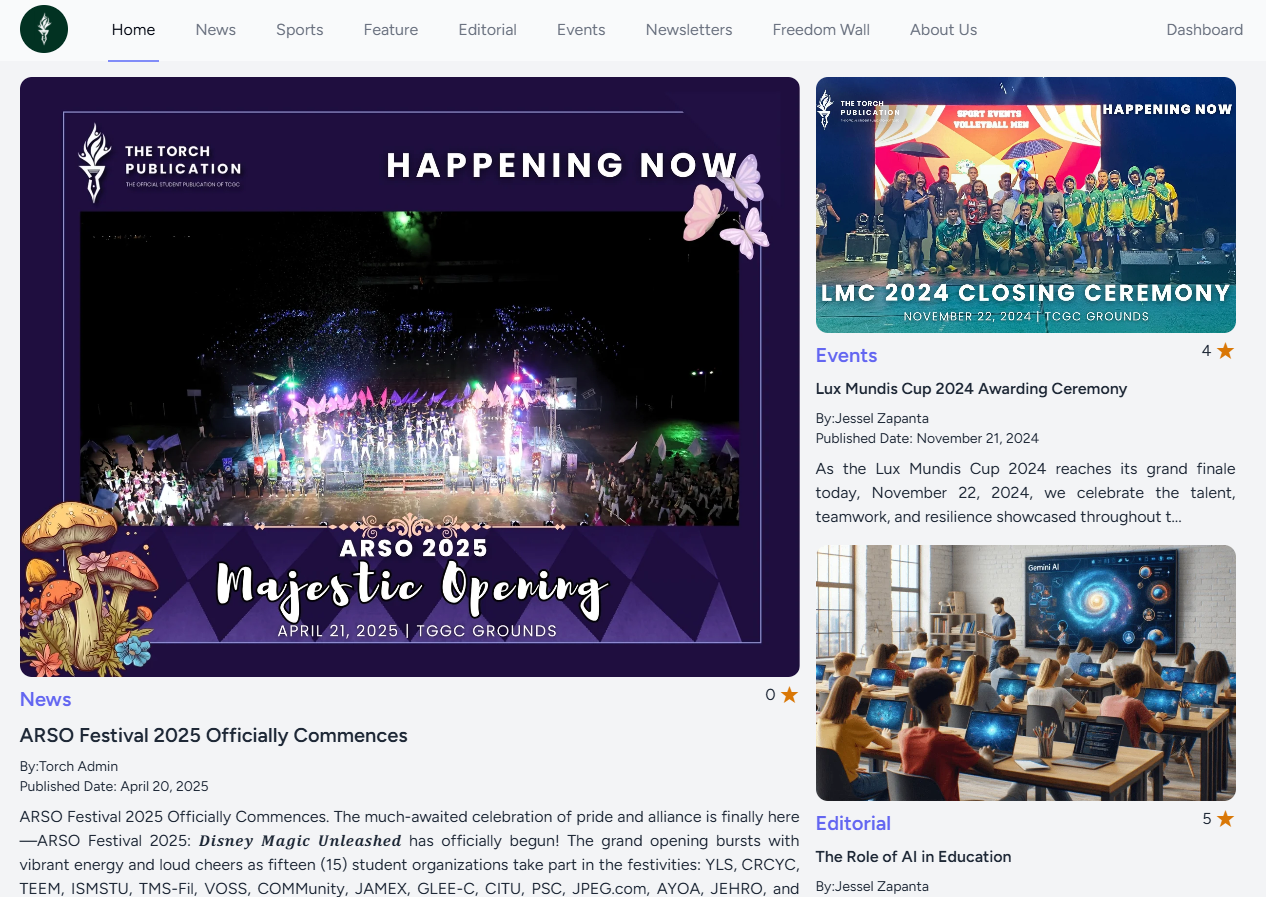 Home News Sports Feature Editorial Events Newsletters Freedom Wall About Us Dashboard
THE TORCH
PUBLICATION
THE OFFICIAL STUDENT PUBLICATION OF TCGC
HAPPENING NOW
ARSO 2025
Majestic Opening
APRIL 21, 2025 | TGGC GROUNDS
News
0
ARSO Festival 2025 Officially Commences
By:Torch Admin
Published Date: April 20, 2025
ARSO Festival 2025 Officially Commences. The much-awaited celebration of pride and alliance is finally here
—ARSO Festival 2025: Disney Magic Unleashed has officially begun! The grand opening bursts with
vibrant energy and loud cheers as fifteen (15) student organizations take part in the festivities: YLS, CRCYC,
TEEM, ISMSTU, TMS-Fil, VOSS, COMMunity, JAMEX, GLEE-C, CITU, PSC, JPEG.com, AYOA, JEHRO, and
THE TORCH
PUBLICATION
HAPPENING NOW
SPORT EVENTS
VOLLEYBALL MEN
LMC 2024 CLOSING CEREMONY
NOVEMBER 22, 2024 | TCGC GROUNDS
Events
4
Lux Mundis Cup 2024 Awarding Ceremony
By:Jessel Zapanta
Published Date: November 21, 2024
As the Lux Mundis Cup 2024 reaches its grand finale
today, November 22, 2024, we celebrate the talent,
teamwork, and resilience showcased throughout t...
Gemini AI
Editorial
5
The Role of AI in Education
By:Jessel Zapanta